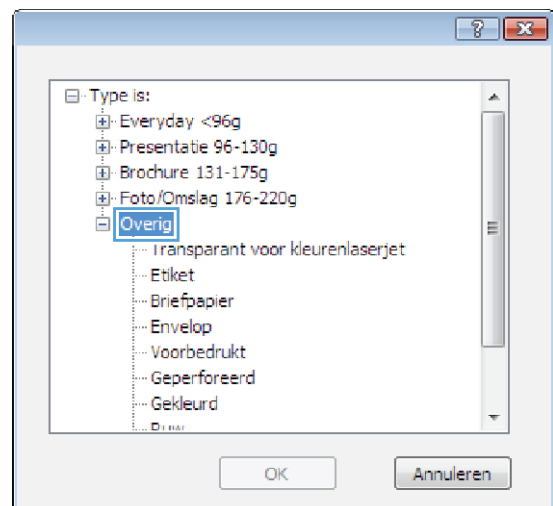 Type is:
Everyday <96g
Presentatie 96-130g
Brochure 131-175g
Foto/Omslag 176-220g
Overig
Transparant voor kleurenlaserjet
Etiket
Briefpapier
Envelop
Voorbedrukt
Geperforeerd
Gekleurd
OK Annuleren